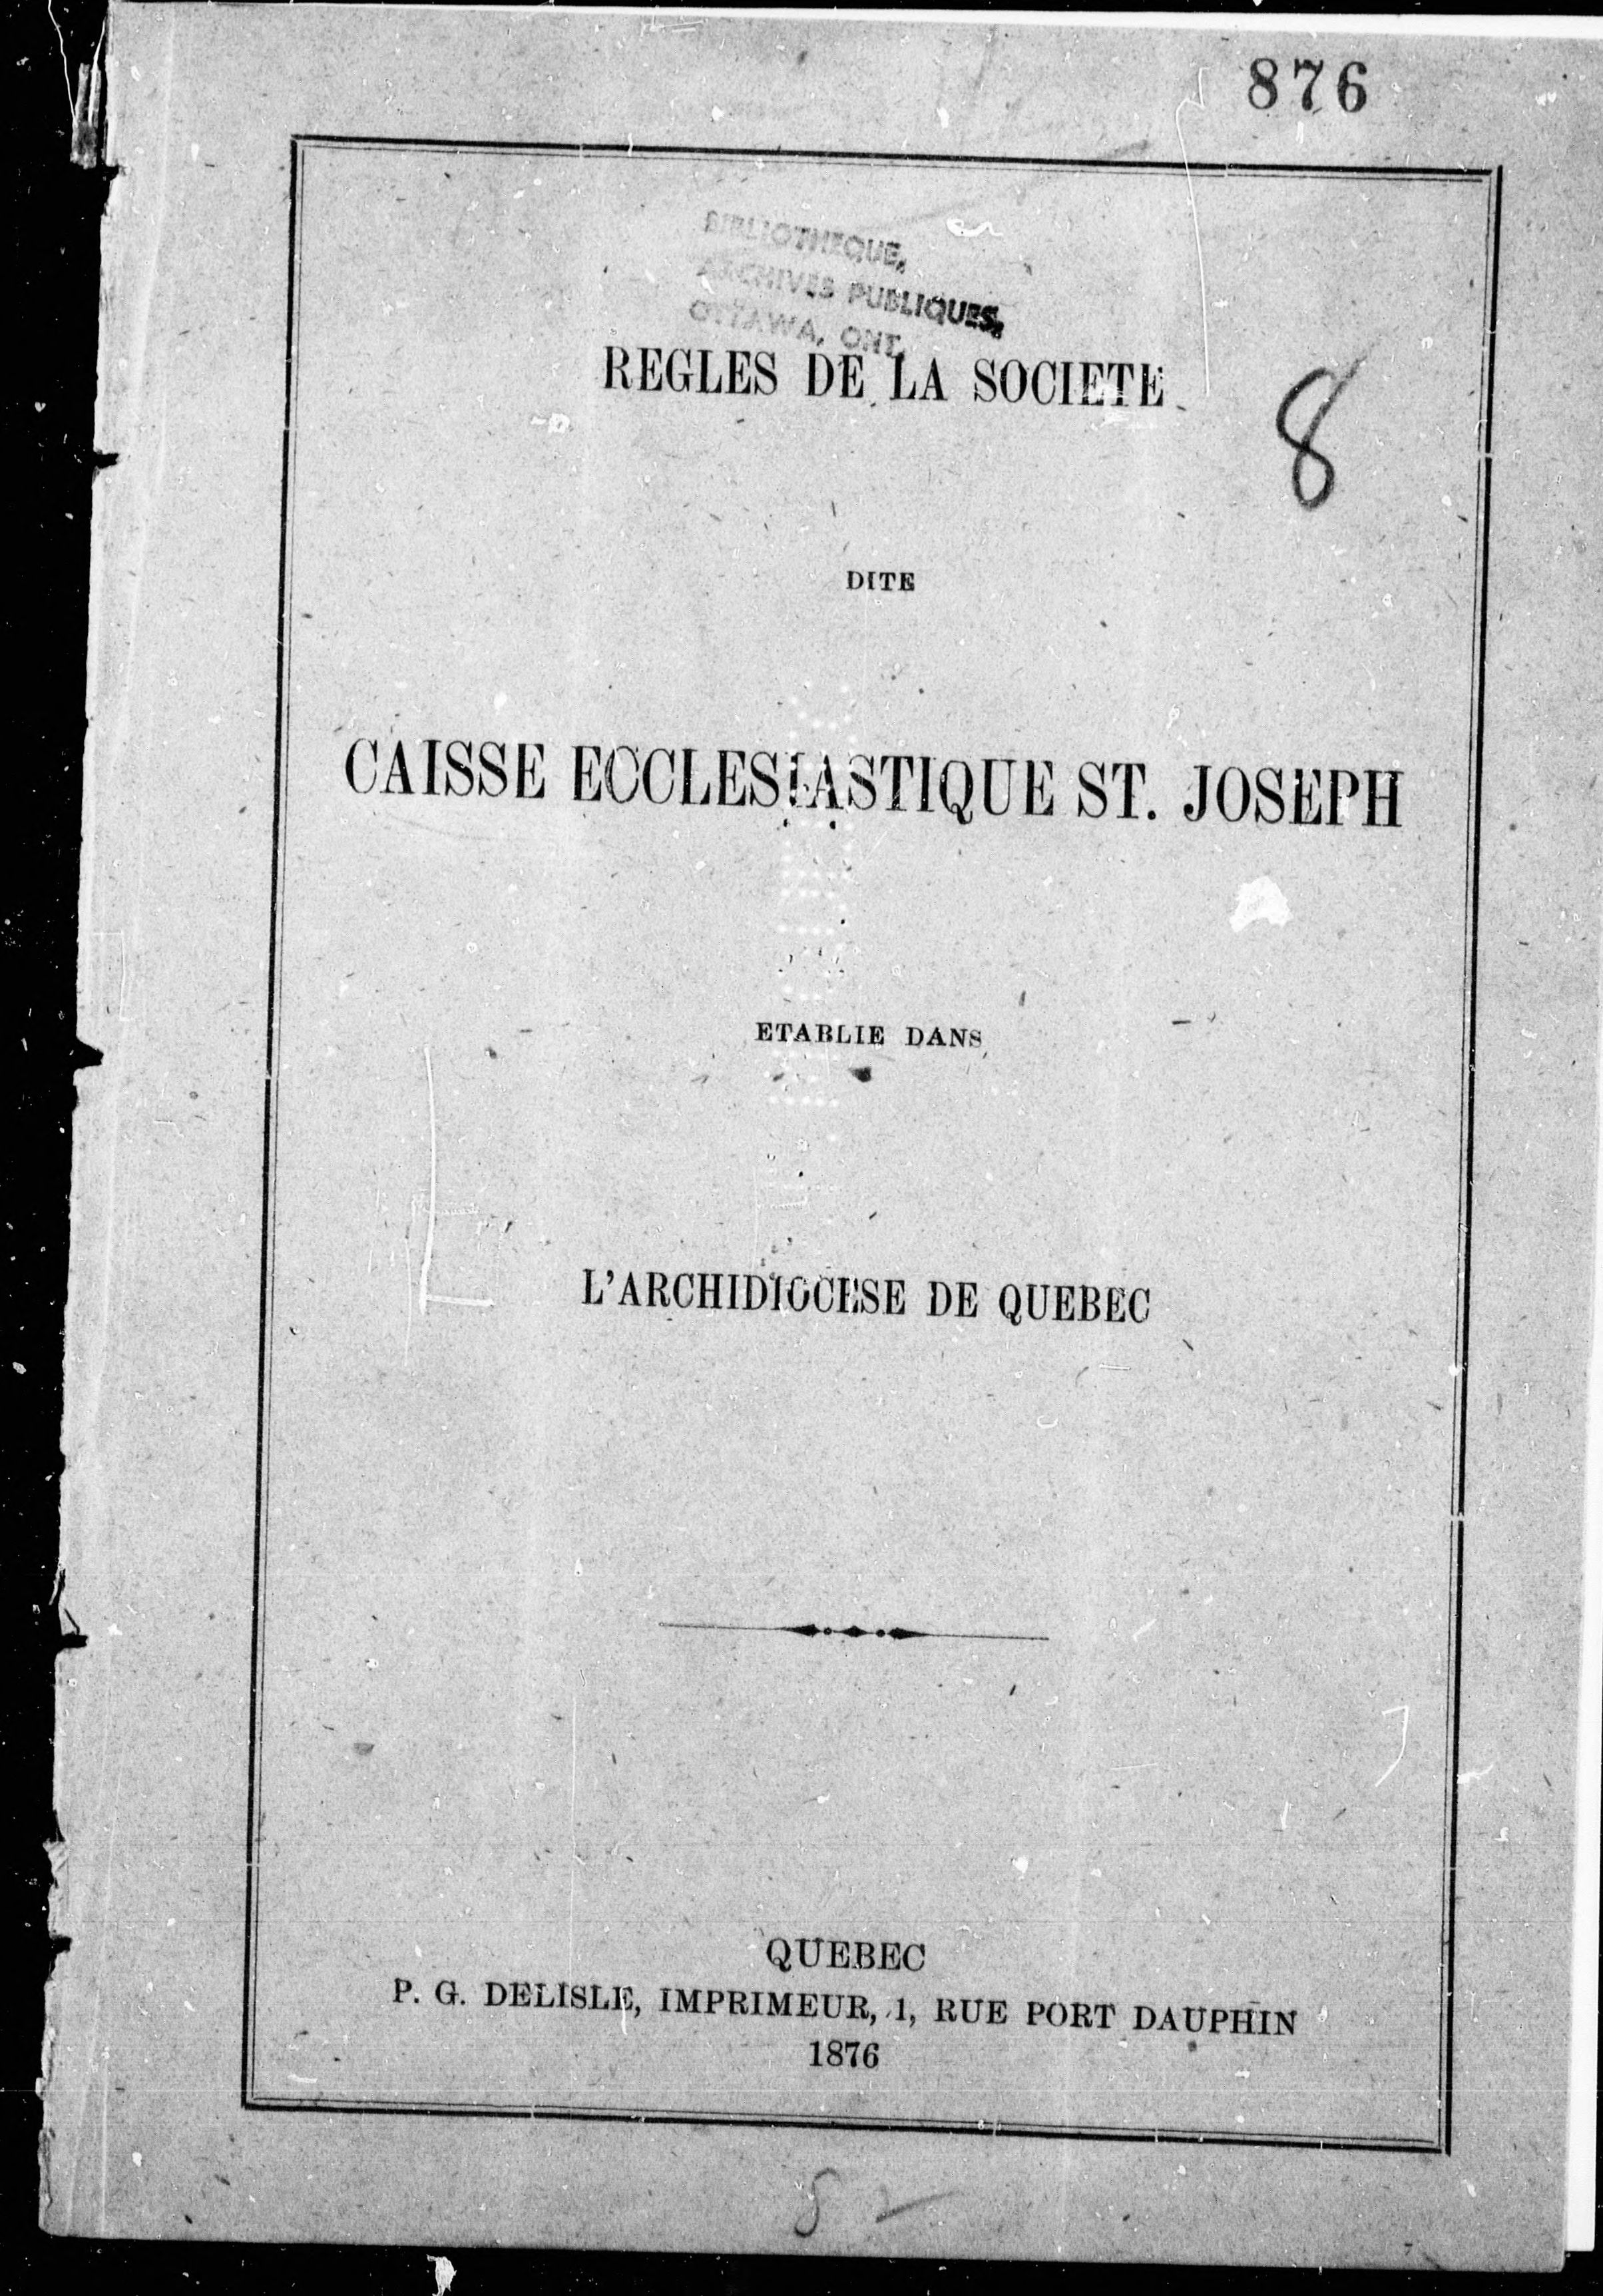 876
BIBLIOTHEQUE,
ARCHIVES PUBLIQUES,
OTTAWA, ONT.
REGLES DE LA SOCIETE
8
DITE
CAISSE ECCLESIASTIQUE ST. JOSEPH
ETABLIE DANS
L'ARCHIDIOCESE DE QUEBEC
QUEBEC
P. G. DELISLE, IMPRIMEUR, 1, RUE PORT DAUPHIN
1876